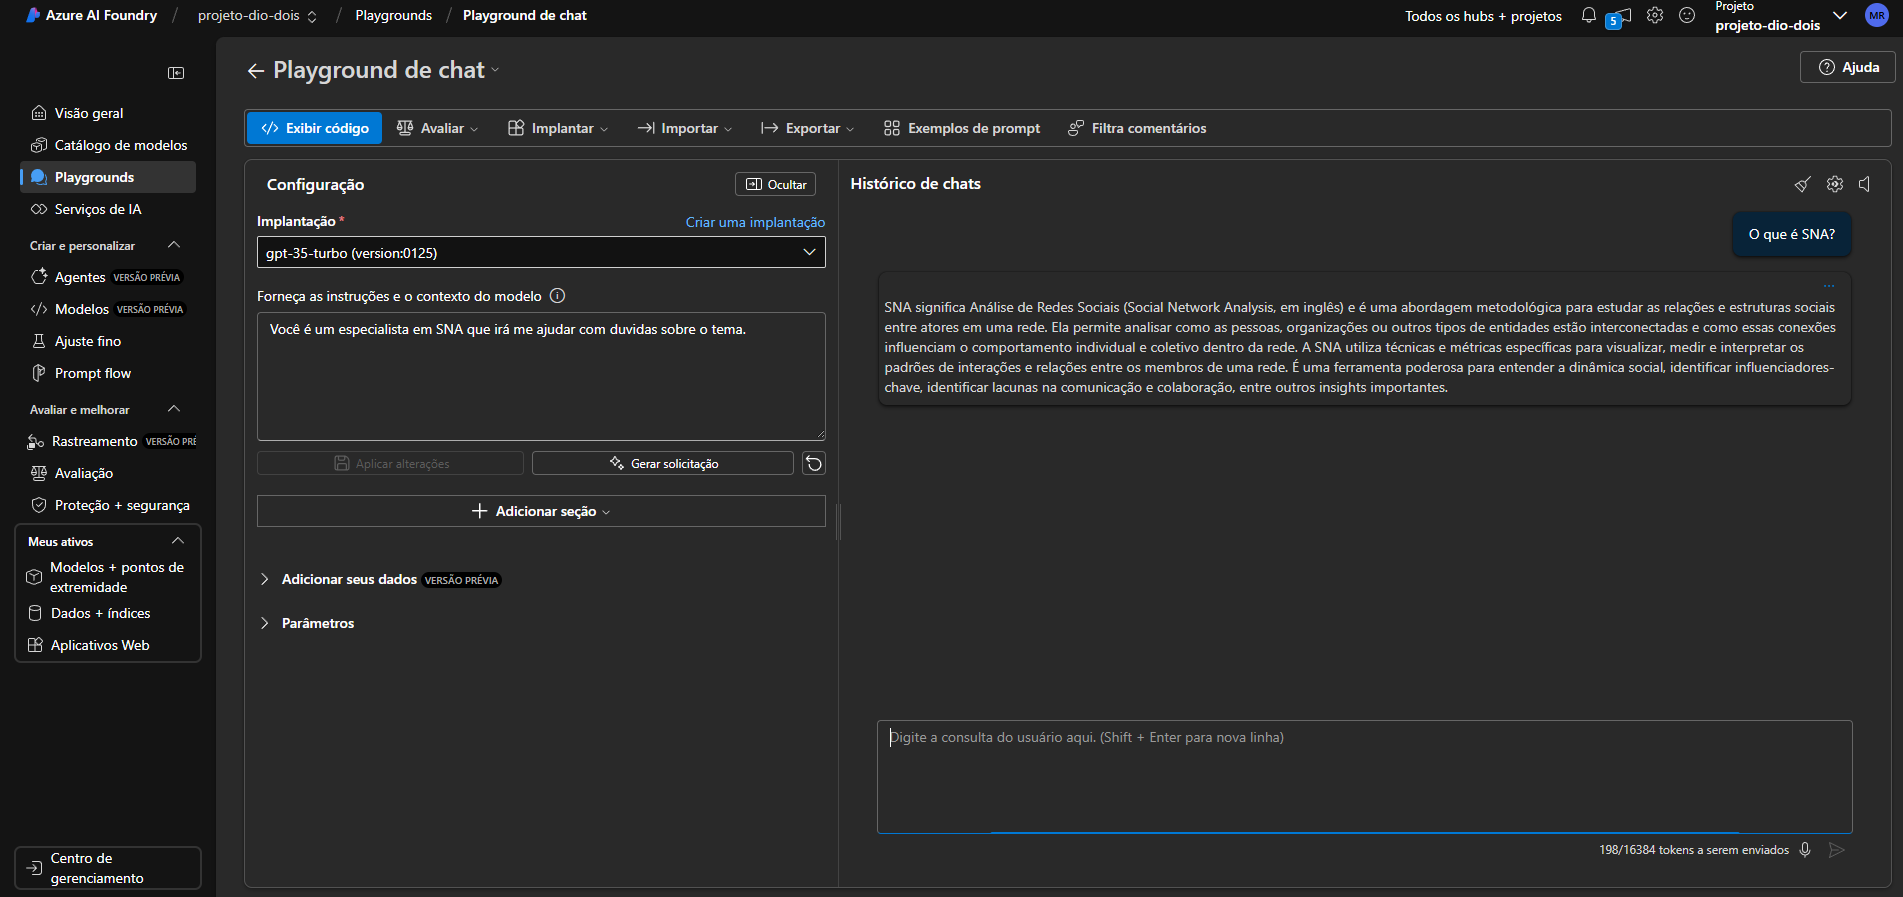 Azure AI Foundry / projeto-dio-dois / Playgrounds / Playground de chat
Todos os hubs + projetos
5
Projeto
projeto-dio-dois
MR
Visão geral
Catálogo de modelos
Playgrounds
Serviços de IA
Criar e personalizar
Agentes VERSÃO PRÉVIA
Modelos VERSÃO PRÉVIA
Ajuste fino
Prompt flow
Avaliar e melhorar
Rastreamento VERSÃO PRÉ
Avaliação
Proteção + segurança
Meus ativos
Modelos + pontos de
extremidade
Dados + índices
Aplicativos Web
Centro de
gerenciamento
Playground de chat
Ajuda
Exibir código
Avaliar
Implantar
Importar
Exportar
Exemplos de prompt
Filtra comentários
Configuração
Ocultar
Implantação *
Criar uma implantação
gpt-35-turbo (version:0125)
Forneça as instruções e o contexto do modelo
Você é um especialista em SNA que irá me ajudar com duvidas sobre o tema.
Aplicar alterações
Gerar solicitação
Adicionar seção
Adicionar seus dados VERSÃO PRÉVIA
Parâmetros
Histórico de chats
O que é SNA?
SNA significa Análise de Redes Sociais (Social Network Analysis, em inglês) e é uma abordagem metodológica para estudar as relações e estruturas sociais
entre atores em uma rede. Ela permite analisar como as pessoas, organizações ou outros tipos de entidades estão interconectadas e como essas conexões
influenciam o comportamento individual e coletivo dentro da rede. A SNA utiliza técnicas e métricas específicas para visualizar, medir e interpretar os
padrões de interações e relações entre os membros de uma rede. É uma ferramenta poderosa para entender a dinâmica social, identificar influenciadores-
chave, identificar lacunas na comunicação e colaboração, entre outros insights importantes.
Digite a consulta do usuário aqui. (Shift + Enter para nova linha)
198/16384 tokens a serem enviados